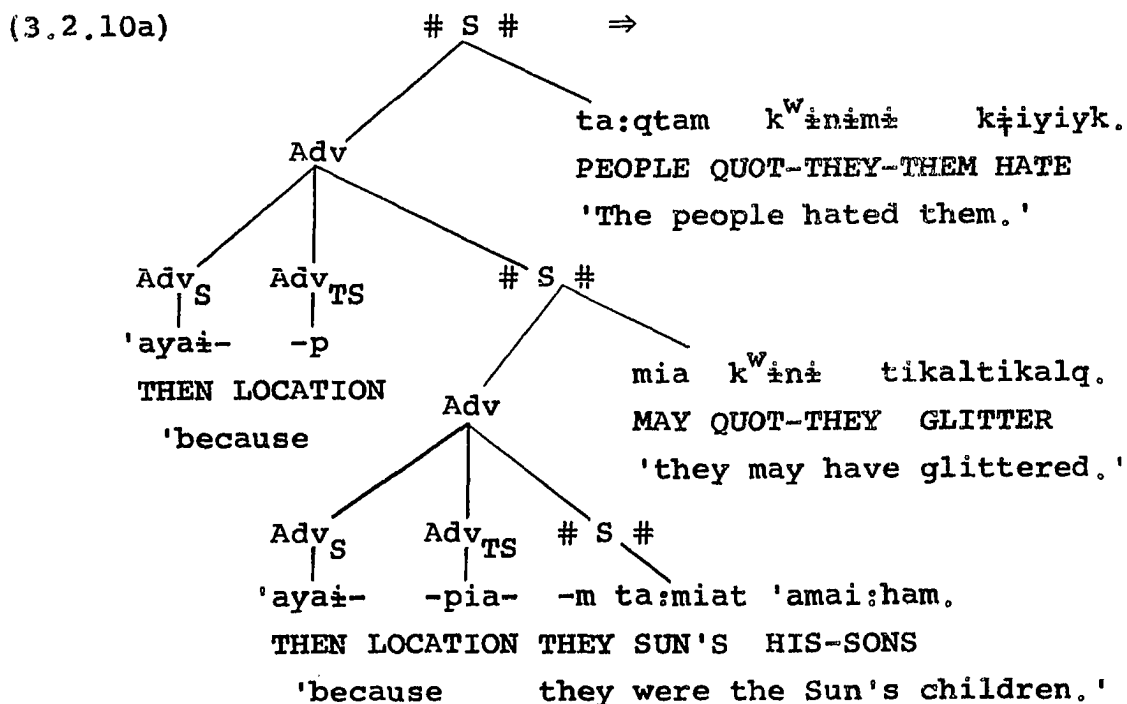 (3.2.10a) # S # ⇒
ta:qtam kʷɨnɨmɨ kɨ̧iyiyk.
Adv PEOPLE QUOT-THEY-THEM HATE
'The people hated them.'
Adv_S Adv_TS # S #
'ayaɨ- -p
THEN LOCATION mia kʷɨnɨ tikaltikalq.
'because Adv MAY QUOT-THEY GLITTER
'they may have glittered.'
Adv_S Adv_TS # S #
'ayaɨ- -pia- -m ta:miat 'amai:ham.
THEN LOCATION THEY SUN'S HIS-SONS
'because they were the Sun's children.'